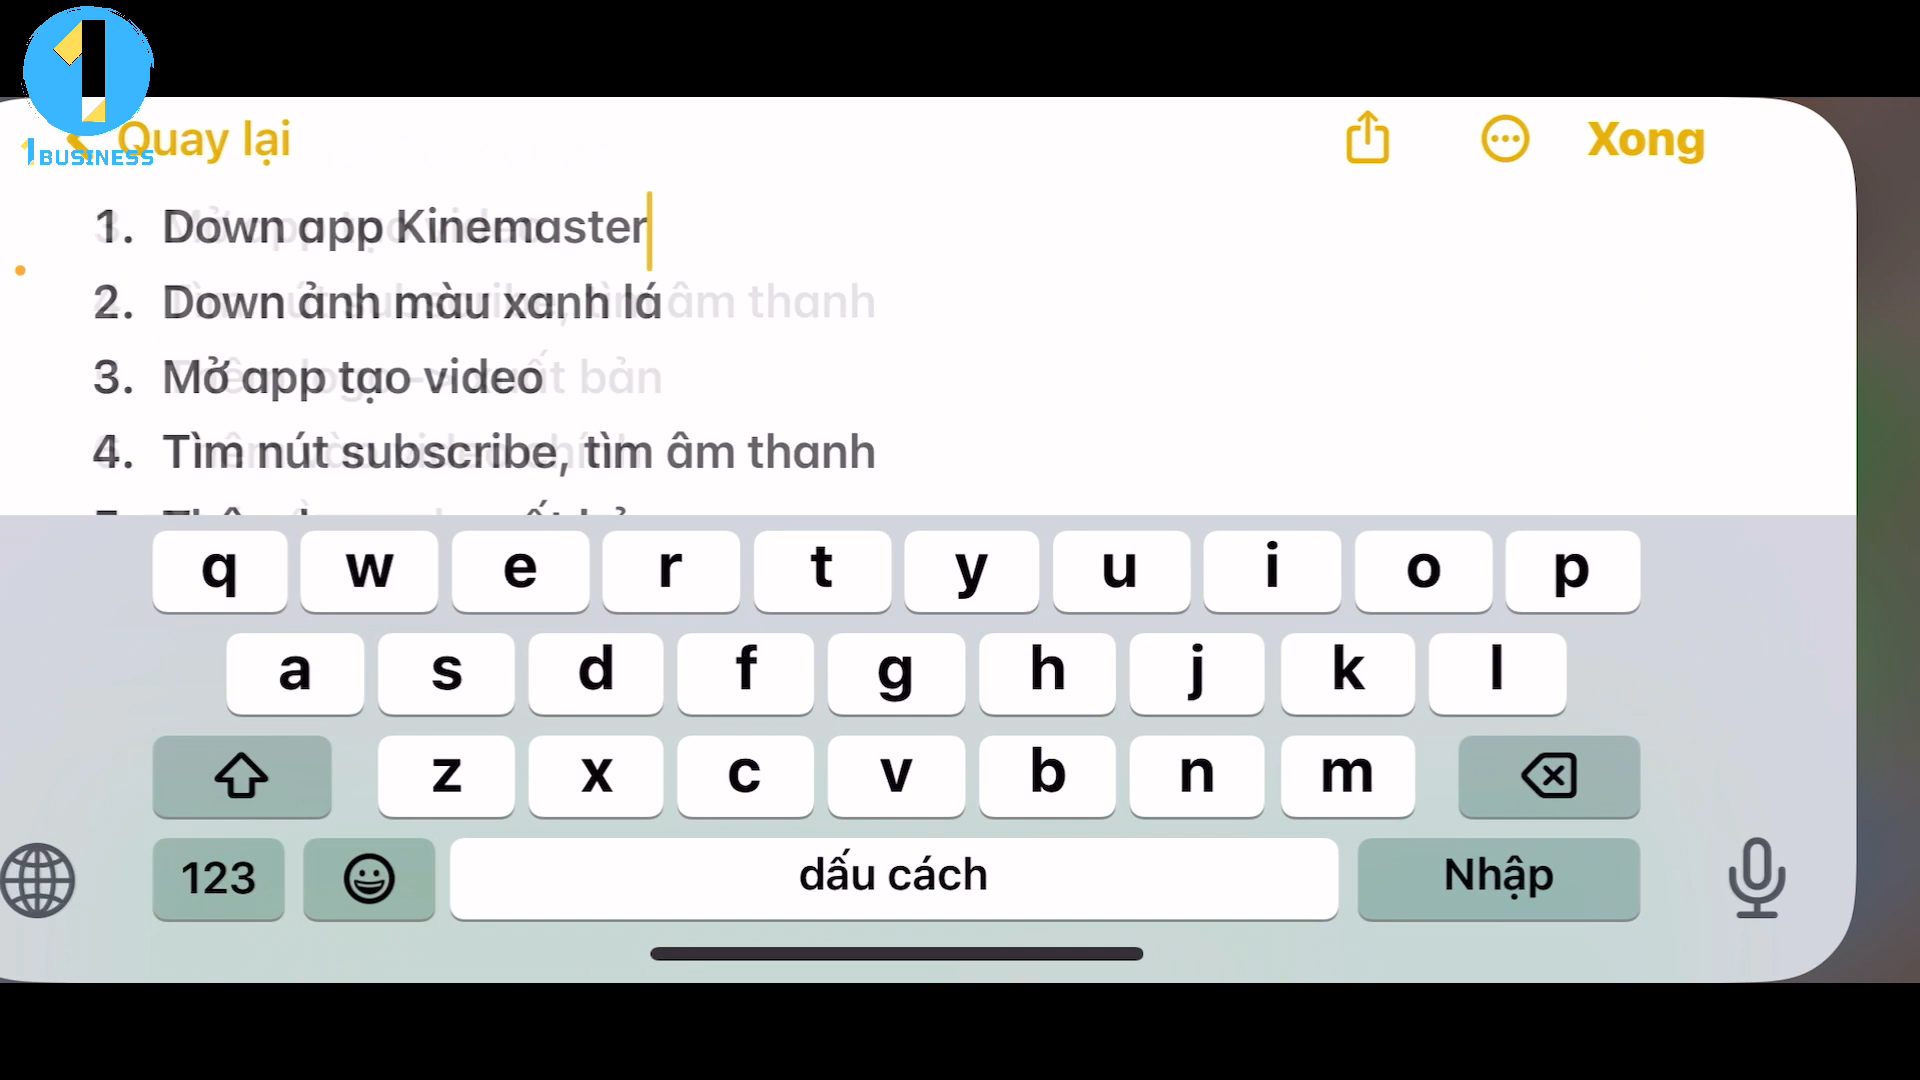 1BUSINESS
Quay lại
Xong
1. Down app Kinemaster
2. Down ảnh màu xanh lá
3. Mở app tạo video
4. Tìm nút subscribe, tìm âm thanh
q w e r t y u i o p
a s d f g h j k l
z x c v b n m
123
dấu cách
Nhập